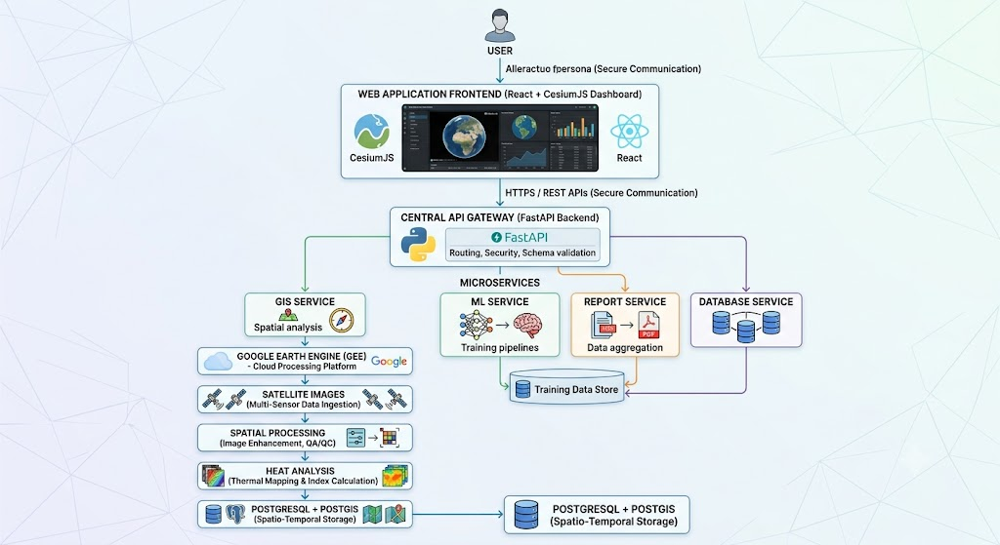 USER
Alleractuo fpersona (Secure Communication)
WEB APPLICATION FRONTEND (React + CesiumJS Dashboard)
CesiumJS
React
HTTPS / REST APIs (Secure Communication)
CENTRAL API GATEWAY (FastAPI Backend)
FastAPI
Routing, Security, Schema validation
MICROSERVICES
GIS SERVICE
Spatial analysis
ML SERVICE
Training pipelines
REPORT SERVICE
PGF
Data aggregation
DATABASE SERVICE
GOOGLE EARTH ENGINE (GEE)
- Cloud Processing Platform
Google
Training Data Store
SATELLITE IMAGES
(Multi-Sensor Data Ingestion)
SPATIAL PROCESSING
(Image Enhancement, QA/QC)
HEAT ANALYSIS
(Thermal Mapping & Index Calculation)
POSTGRESQL + POSTGIS
(Spatio-Temporal Storage)
POSTGRESQL + POSTGIS
(Spatio-Temporal Storage)